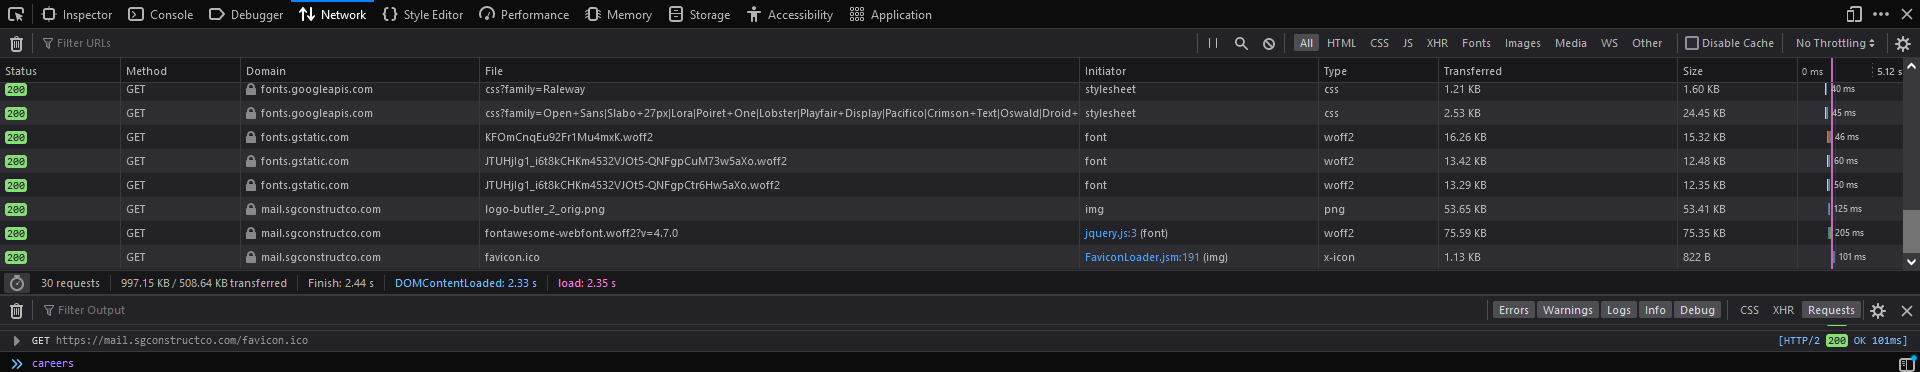 Inspector Console Debugger Network Style Editor Performance Memory Storage Accessibility Application
Filter URLs All HTML CSS JS XHR Fonts Images Media WS Other Disable Cache No Throttling
Status Method Domain File Initiator Type Transferred Size 0 ms 5.12 s
200 GET fonts.googleapis.com css?family=Raleway stylesheet css 1.21 KB 1.60 KB 40 ms
200 GET fonts.googleapis.com css?family=Open+Sans|Slabo+27px|Lora|Poiret+One|Lobster|Playfair+Display|Pacifico|Crimson+Text|Oswald|Droid+ stylesheet css 2.53 KB 24.45 KB 45 ms
200 GET fonts.gstatic.com KFOmCnqEu92Fr1Mu4mxK.woff2 font woff2 16.26 KB 15.32 KB 46 ms
200 GET fonts.gstatic.com JTUHjIg1_i6t8kCHKm4532VJOt5-QNFgpCuM73w5aXo.woff2 font woff2 13.42 KB 12.48 KB 60 ms
200 GET fonts.gstatic.com JTUHjIg1_i6t8kCHKm4532VJOt5-QNFgpCtr6Hw5aXo.woff2 font woff2 13.29 KB 12.35 KB 50 ms
200 GET mail.sgconstructco.com logo-butler_2_orig.png img png 53.65 KB 53.41 KB 125 ms
200 GET mail.sgconstructco.com fontawesome-webfont.woff2?v=4.7.0 jquery.js:3 (font) woff2 75.59 KB 75.35 KB 205 ms
200 GET mail.sgconstructco.com favicon.ico FaviconLoader.jsm:191 (img) x-icon 1.13 KB 822 B 101 ms
30 requests 997.15 KB / 508.64 KB transferred Finish: 2.44 s DOMContentLoaded: 2.33 s load: 2.35 s
Filter Output Errors Warnings Logs Info Debug CSS XHR Requests
GET https://mail.sgconstructco.com/favicon.ico [HTTP/2 200 OK 101ms]
careers